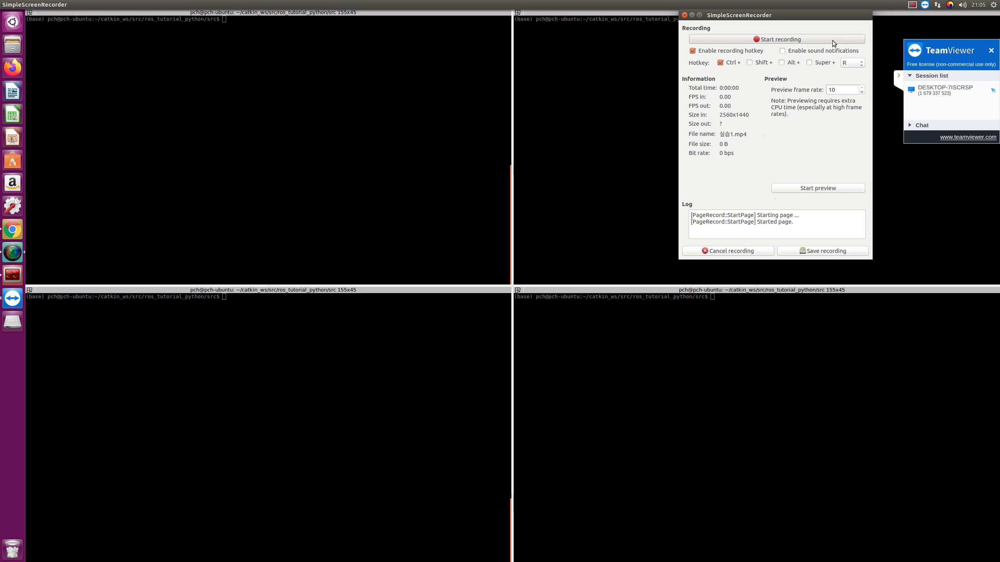 SimpleScreenRecorder
21:05
pch@pch-ubuntu: ~/catkin_ws/src/ros_tutorial_python/src 155x45
(base) pch@pch-ubuntu:~/catkin_ws/src/ros_tutorial_python/src$
(base) pch@pch-ubuntu:~/catkin_ws/src/ros_tutorial_py
SimpleScreenRecorder
Recording
Start recording
Enable recording hotkey Enable sound notifications
Hotkey: Ctrl + Shift + Alt + Super + R
Information
Total time: 0:00:00
FPS in: 0.00
FPS out: 0.00
Size in: 2560x1440
Size out: ?
File name: 실습1.mp4
File size: 0 B
Bit rate: 0 bps
Preview
Preview frame rate: 10
Note: Previewing requires extra
CPU time (especially at high frame
rates).
Start preview
Log
[PageRecord::StartPage] Starting page ...
[PageRecord::StartPage] Started page.
Cancel recording Save recording
TeamViewer
Free license (non-commercial use only)
Session list
DESKTOP-7ISCRSP
(1 679 337 523)
Chat
www.teamviewer.com
pch@pch-ubuntu: ~/catkin_ws/src/ros_tutorial_python/src 155x45
(base) pch@pch-ubuntu:~/catkin_ws/src/ros_tutorial_python/src$
pch@pch-ubuntu: ~/catkin_ws/src/ros_tutorial_python/src 155x45
(base) pch@pch-ubuntu:~/catkin_ws/src/ros_tutorial_python/src$